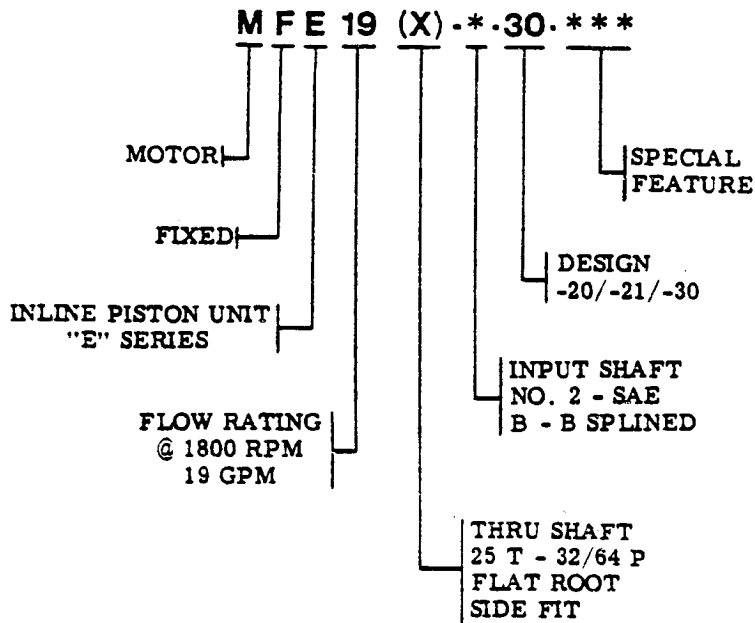 M F E 19 (X) - * - 30 - * * *
MOTOR
SPECIAL
FEATURE
FIXED
DESIGN
-20/-21/-30
INLINE PISTON UNIT
"E" SERIES
INPUT SHAFT
NO. 2 - SAE
B - B SPLINED
FLOW RATING
@ 1800 RPM
19 GPM
THRU SHAFT
25 T - 32/64 P
FLAT ROOT
SIDE FIT